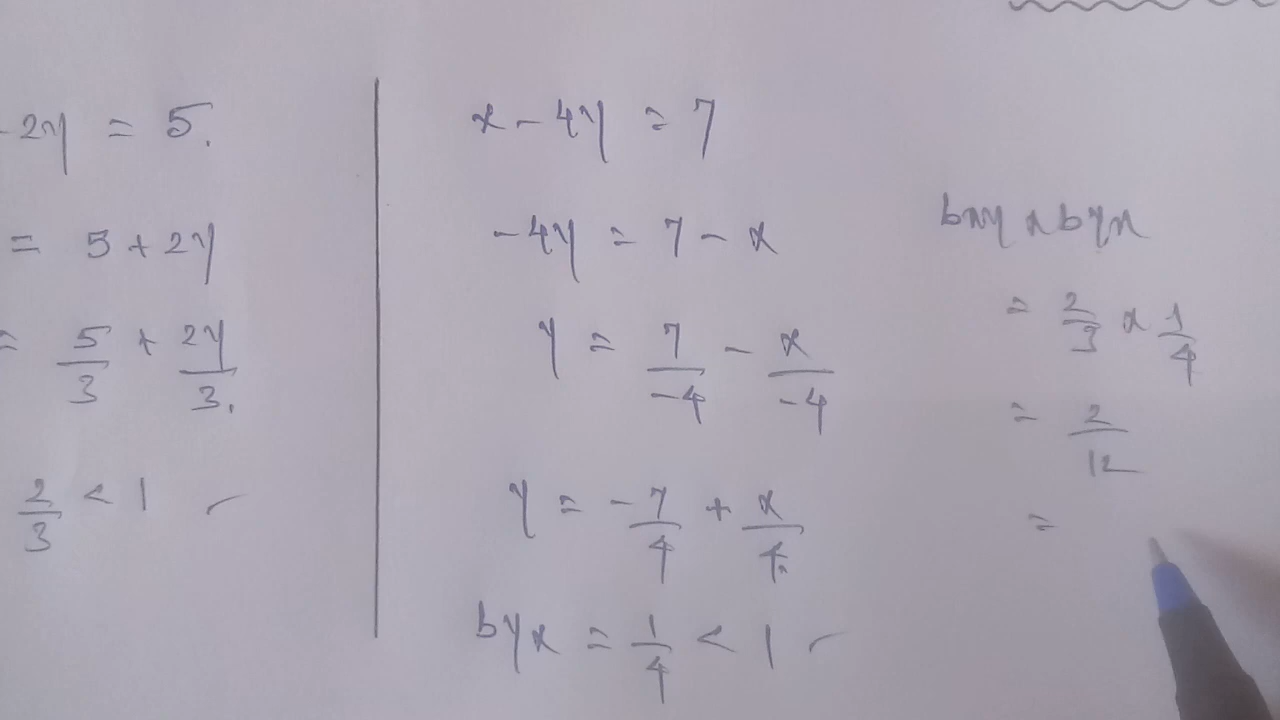 - 2y = 5.
= 5 + 2y
= 5/3 + 2y/3.
2/3 < 1
x - 4y = 7
-4y = 7 - x
y = 7/-4 - x/-4
y = -7/4 + x/4
byx = 1/4 < 1
bxy x byx
= 2/3 x 1/4
= 2/12
=